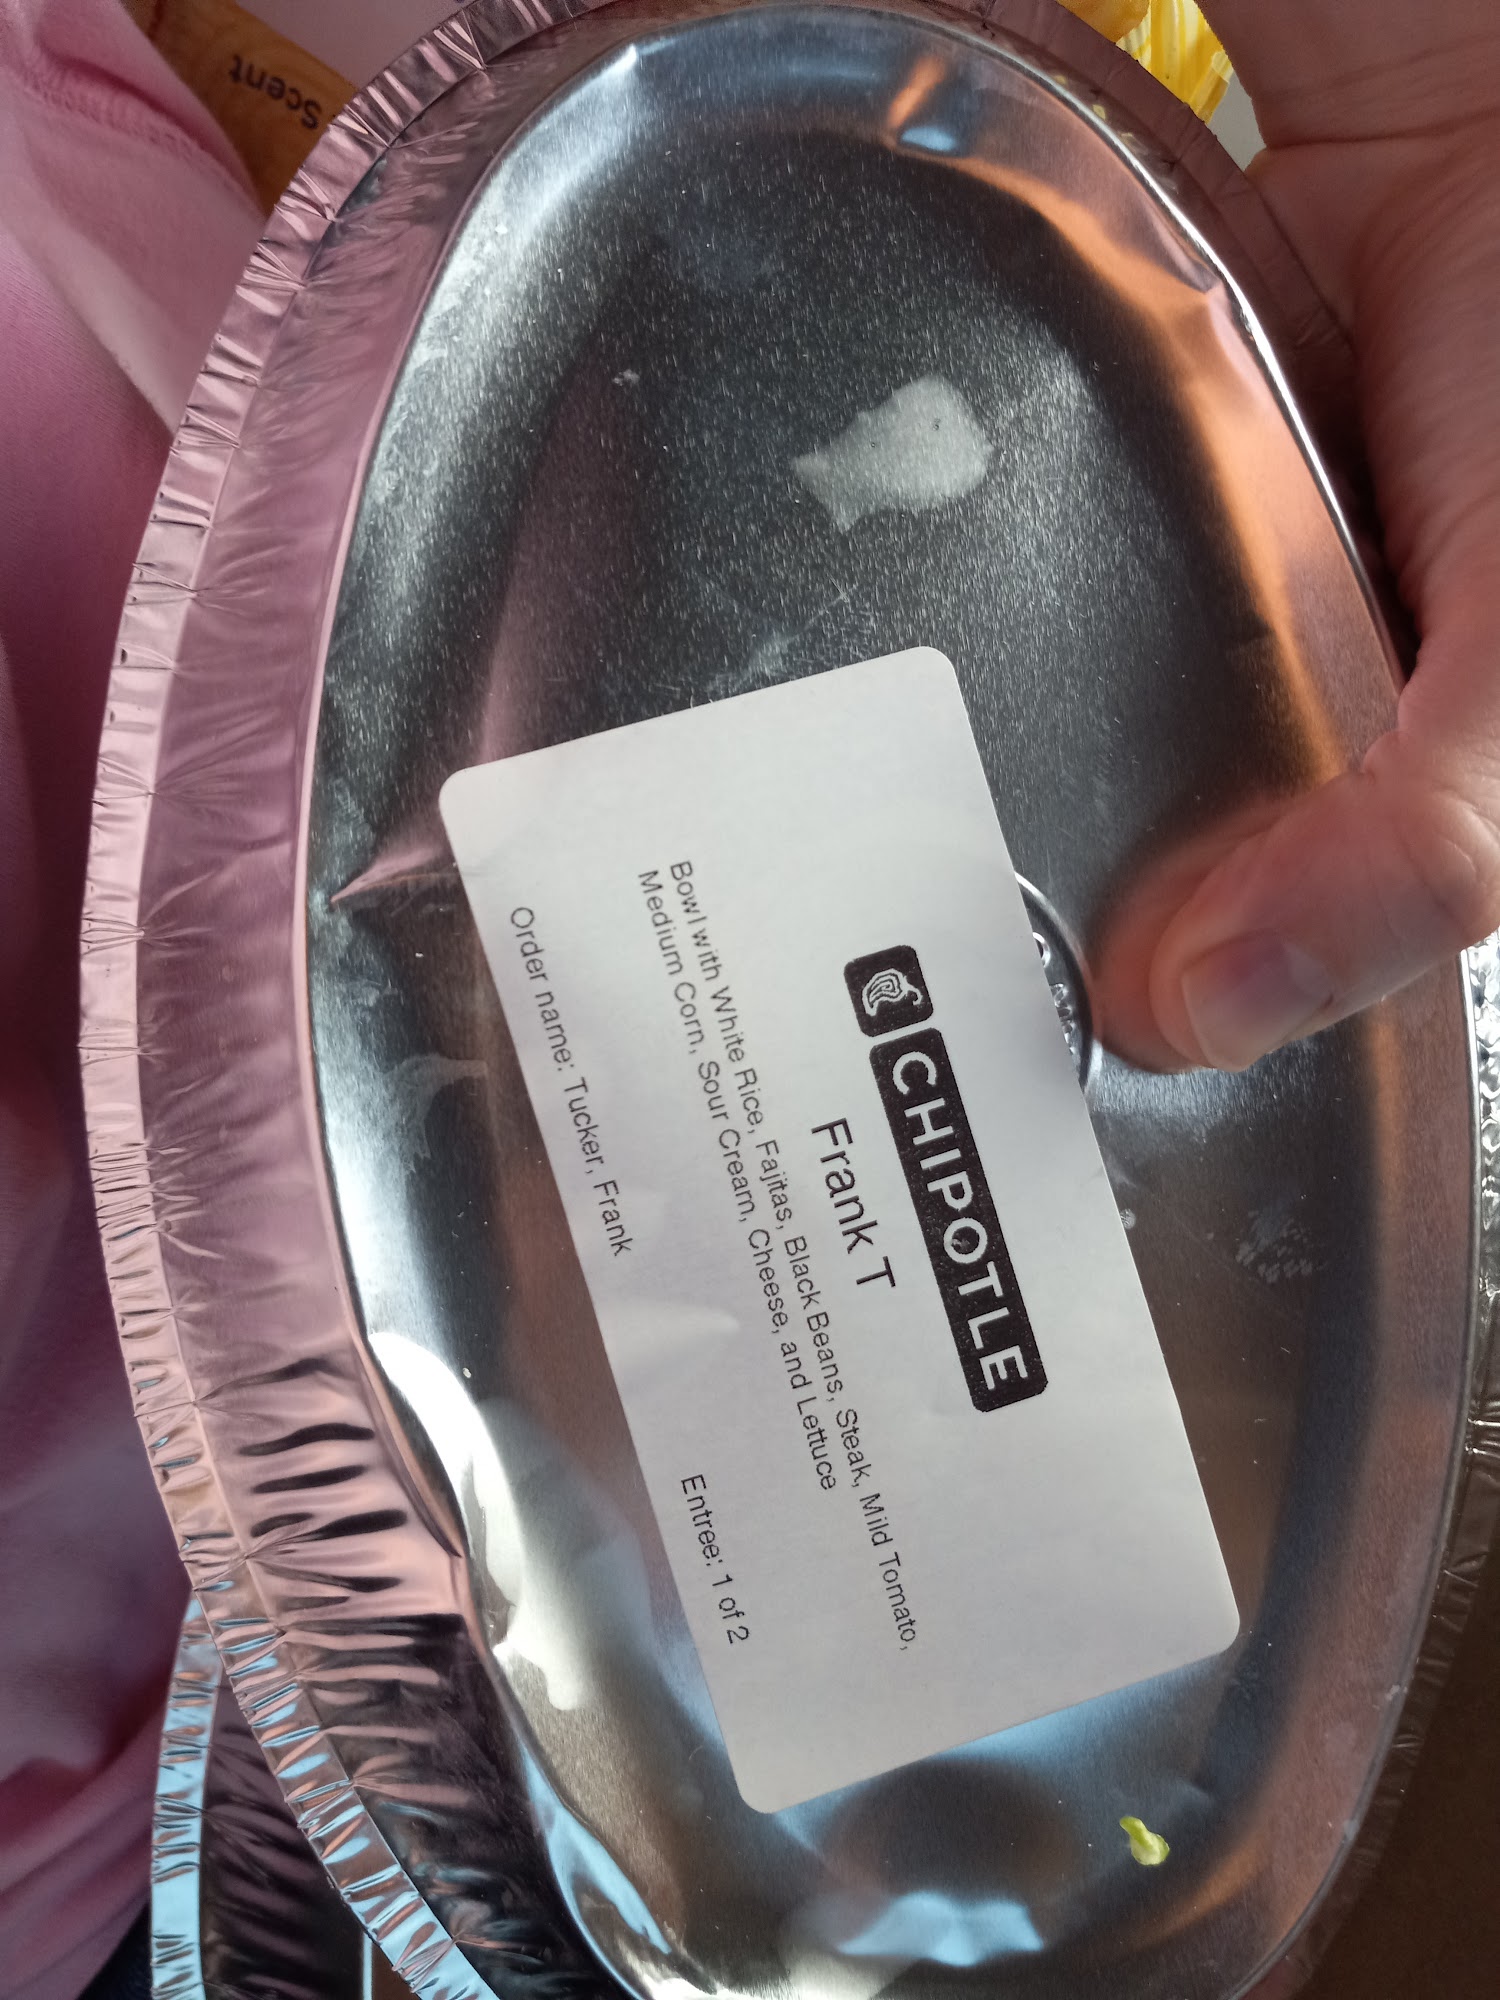 Scent
CHIPOTLE
Frank T
Bowl with White Rice, Fajitas, Black Beans, Steak, Mild Tomato,
Medium Corn, Sour Cream, Cheese, and Lettuce
Order name: Tucker, Frank
Entree: 1 of 2